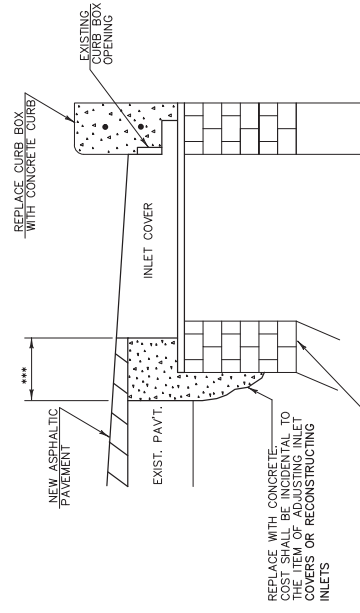 REPLACE CURB BOX
WITH CONCRETE CURB
EXISTING
CURB BOX
OPENING
INLET COVER
***
NEW ASPHALTIC
PAVEMENT
EXIST. PAV'T.
REPLACE WITH CONCRETE.
COST SHALL BE INCIDENTAL TO
THE ITEM OF ADJUSTING INLET
COVERS OR RECONSTRUCTING
INLETS